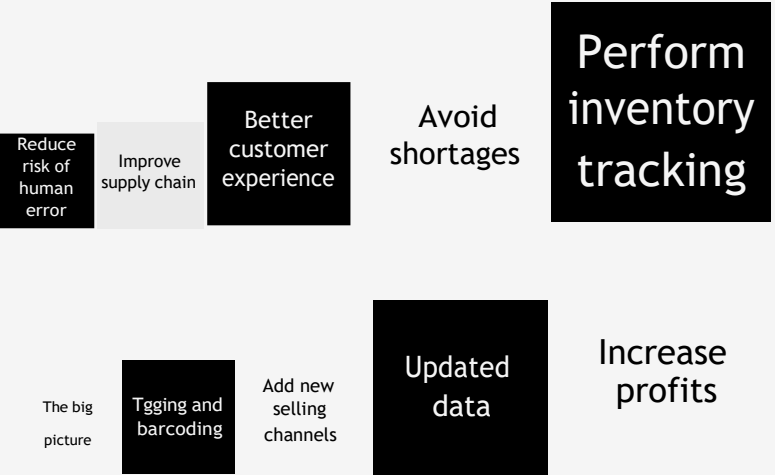 Reduce
risk of
human
error
Improve
supply chain
Better
customer
experience
Avoid
shortages
Perform
inventory
tracking
The big
picture
Tgging and
barcoding
Add new
selling
channels
Updated
data
Increase
profits